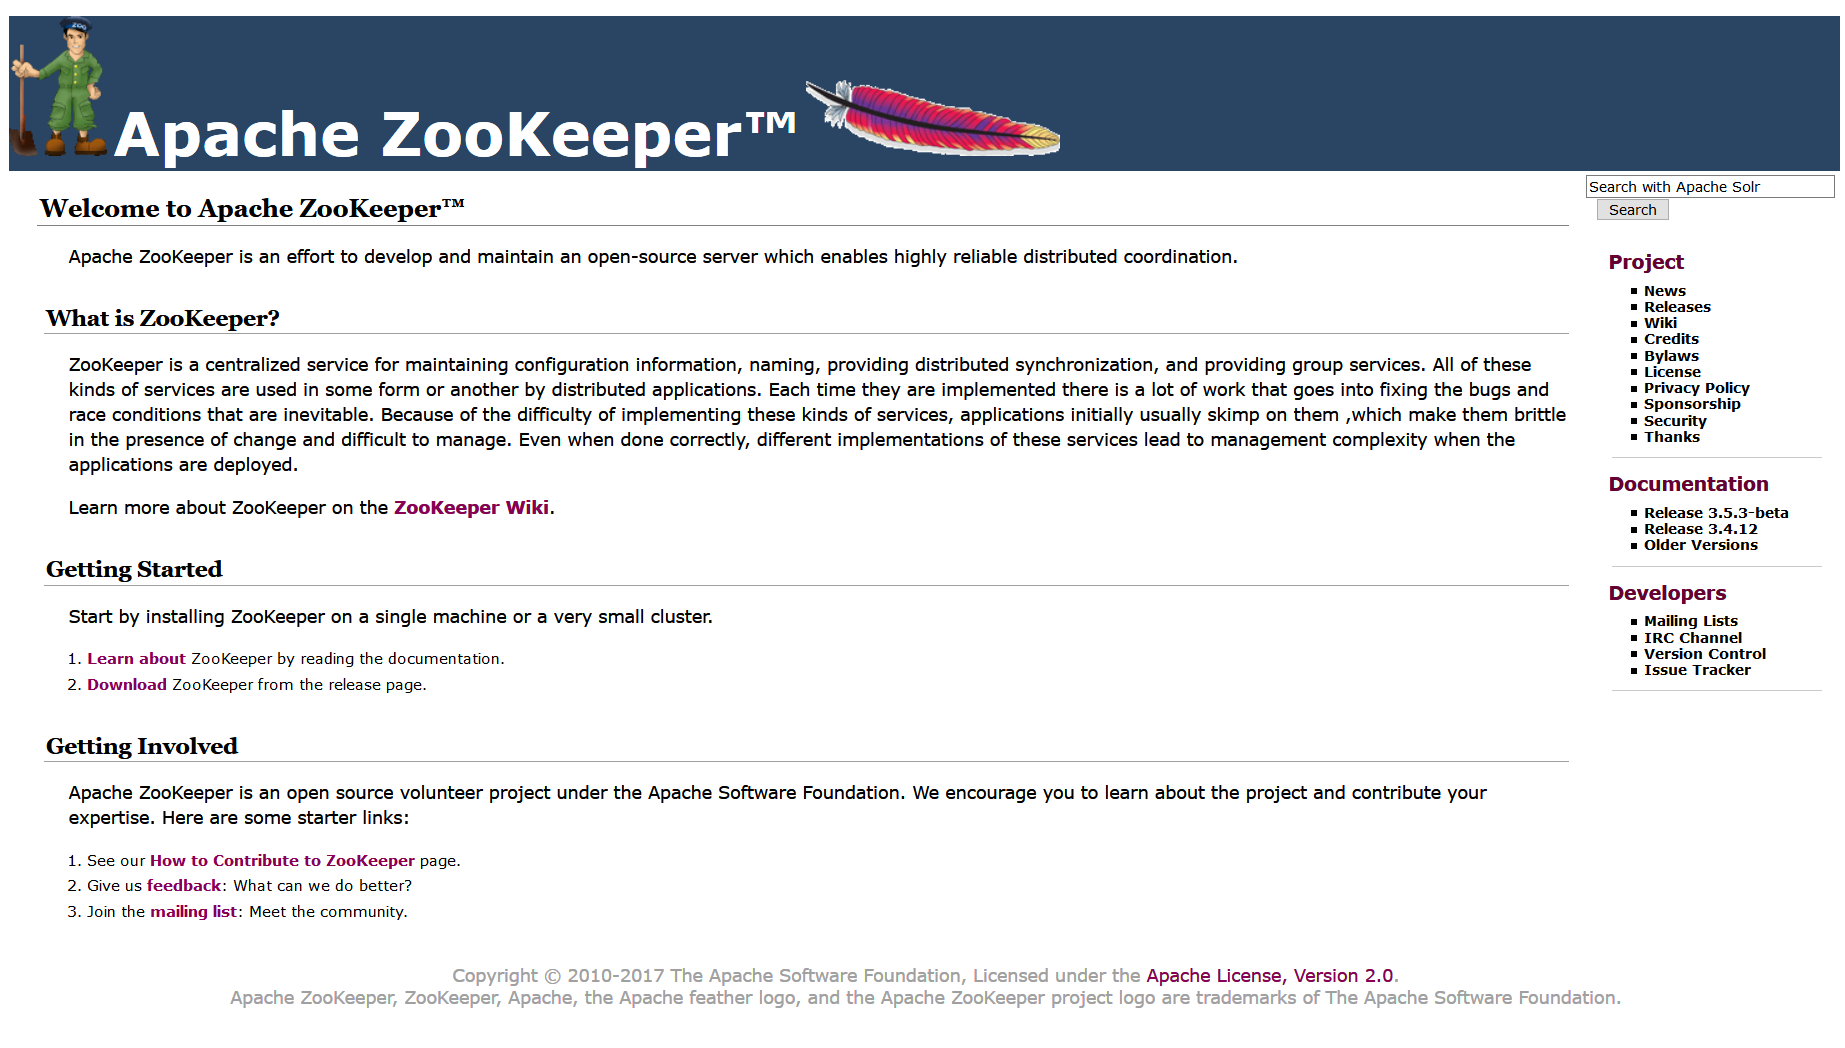 ZOO
Apache ZooKeeper™
Search with Apache Solr
Search
Welcome to Apache ZooKeeper™
Apache ZooKeeper is an effort to develop and maintain an open-source server which enables highly reliable distributed coordination.
What is ZooKeeper?
ZooKeeper is a centralized service for maintaining configuration information, naming, providing distributed synchronization, and providing group services. All of these
kinds of services are used in some form or another by distributed applications. Each time they are implemented there is a lot of work that goes into fixing the bugs and
race conditions that are inevitable. Because of the difficulty of implementing these kinds of services, applications initially usually skimp on them ,which make them brittle
in the presence of change and difficult to manage. Even when done correctly, different implementations of these services lead to management complexity when the
applications are deployed.
Learn more about ZooKeeper on the ZooKeeper Wiki.
Getting Started
Start by installing ZooKeeper on a single machine or a very small cluster.
1. Learn about ZooKeeper by reading the documentation.
2. Download ZooKeeper from the release page.
Getting Involved
Apache ZooKeeper is an open source volunteer project under the Apache Software Foundation. We encourage you to learn about the project and contribute your
expertise. Here are some starter links:
1. See our How to Contribute to ZooKeeper page.
2. Give us feedback: What can we do better?
3. Join the mailing list: Meet the community.
Project
News
Releases
Wiki
Credits
Bylaws
License
Privacy Policy
Sponsorship
Security
Thanks
Documentation
Release 3.5.3-beta
Release 3.4.12
Older Versions
Developers
Mailing Lists
IRC Channel
Version Control
Issue Tracker
Copyright © 2010-2017 The Apache Software Foundation, Licensed under the Apache License, Version 2.0.
Apache ZooKeeper, ZooKeeper, Apache, the Apache feather logo, and the Apache ZooKeeper project logo are trademarks of The Apache Software Foundation.